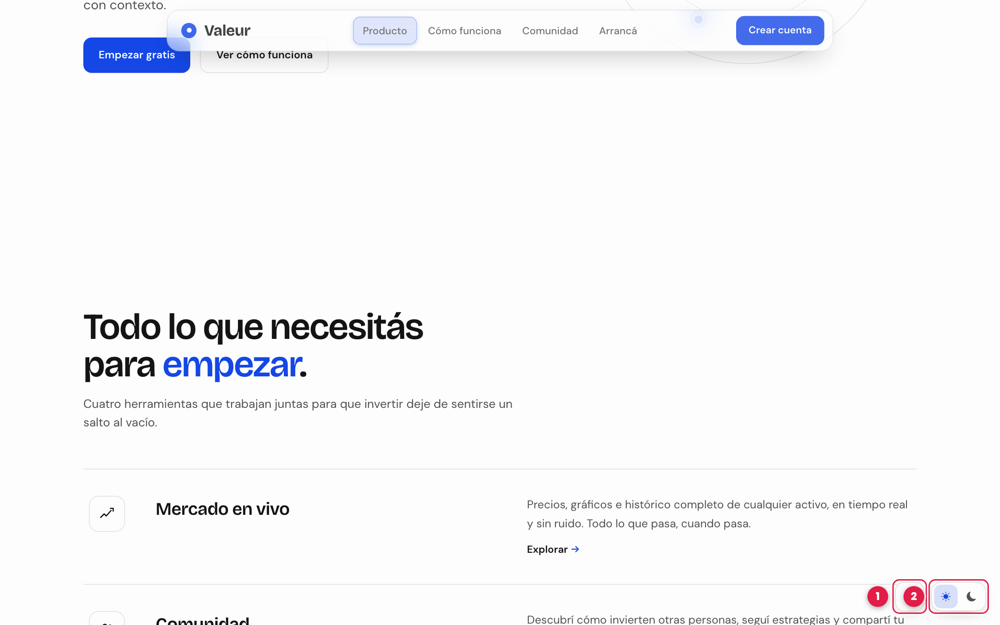 con contexto.
Valeur
Producto
Cómo funciona
Comunidad
Arrancá
Crear cuenta
Empezar gratis
Ver cómo funciona
Todo lo que necesitás
para empezar.
Cuatro herramientas que trabajan juntas para que invertir deje de sentirse un
salto al vacío.
Mercado en vivo
Precios, gráficos e histórico completo de cualquier activo, en tiempo real
y sin ruido. Todo lo que pasa, cuando pasa.
Explorar →
1
2
Comunidad
Descubrí cómo invierten otras personas, seguí estrategias y compartí tu